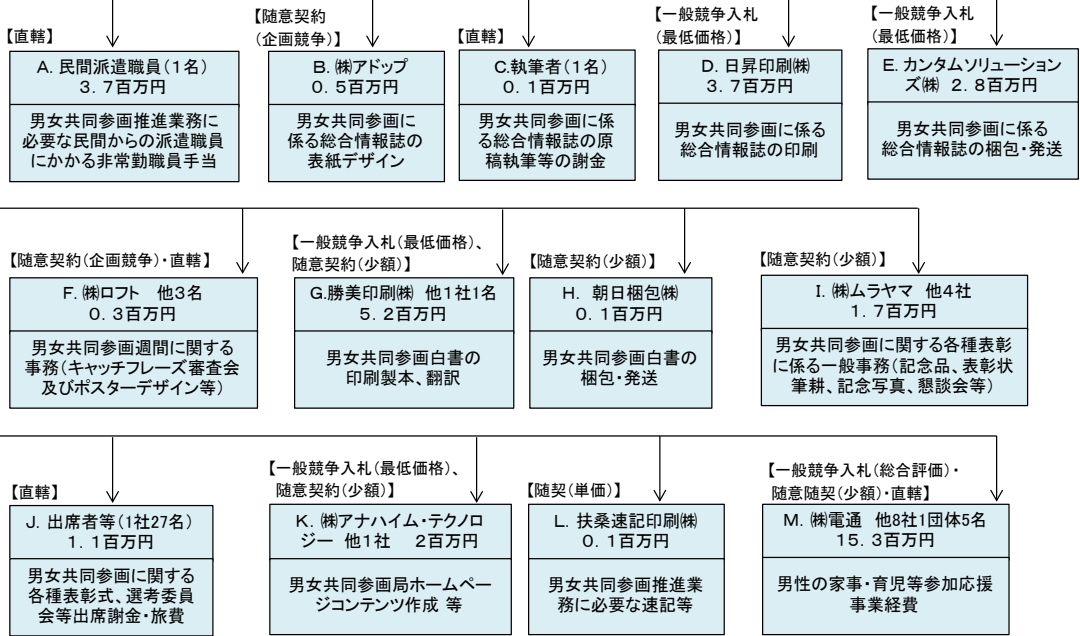 【直轄】
A. 民間派遣職員(1名)
3.7百万円
男女共同参画推進業務に
必要な民間からの派遣職員
にかかる非常勤職員手当
【随意契約
(企画競争)】
B. ㈱アドップ
0.5百万円
男女共同参画に
係る総合情報誌の
表紙デザイン
【直轄】
C.執筆者(1名)
0.1百万円
男女共同参画に係
る総合情報誌の原
稿執筆等の謝金
【一般競争入札
(最低価格)】
D. 日昇印刷㈱
3.7百万円
男女共同参画に係る
総合情報誌の印刷
【一般競争入札
(最低価格)】
E. カンタムソリューション
ズ㈱ 2.8百万円
男女共同参画に係る
総合情報誌の梱包・発送
【随意契約(企画競争)・直轄】
F. ㈱ロフト 他3名
0.3百万円
男女共同参画週間に関する
事務(キャッチフレーズ審査会
及びポスターデザイン等)
【一般競争入札(最低価格)、
随意契約(少額)】
G.勝美印刷㈱ 他1社1名
5.2百万円
男女共同参画白書の
印刷製本、翻訳
【随意契約(少額)】
H. 朝日梱包㈱
0.1百万円
男女共同参画白書の
梱包・発送
【随意契約(少額)】
I. ㈱ムラヤマ 他4社
1.7百万円
男女共同参画に関する各種表彰
に係る一般事務(記念品、表彰状
筆耕、記念写真、懇談会等)
【直轄】
J. 出席者等(1社27名)
1.1百万円
男女共同参画に関する
各種表彰式、選考委員
会等出席謝金・旅費
【一般競争入札(最低価格)、
随意契約(少額)】
K. ㈱アナハイム・テクノロ
ジー 他1社 2百万円
男女共同参画局ホームペー
ジコンテンツ作成 等
【随契(単価)】
L. 扶桑速記印刷㈱
0.1百万円
男女共同参画推進業
務に必要な速記等
【一般競争入札(総合評価)・
随意随契(少額)・直轄】
M. ㈱電通 他8社1団体5名
15.3百万円
男性の家事・育児等参加応援
事業経費